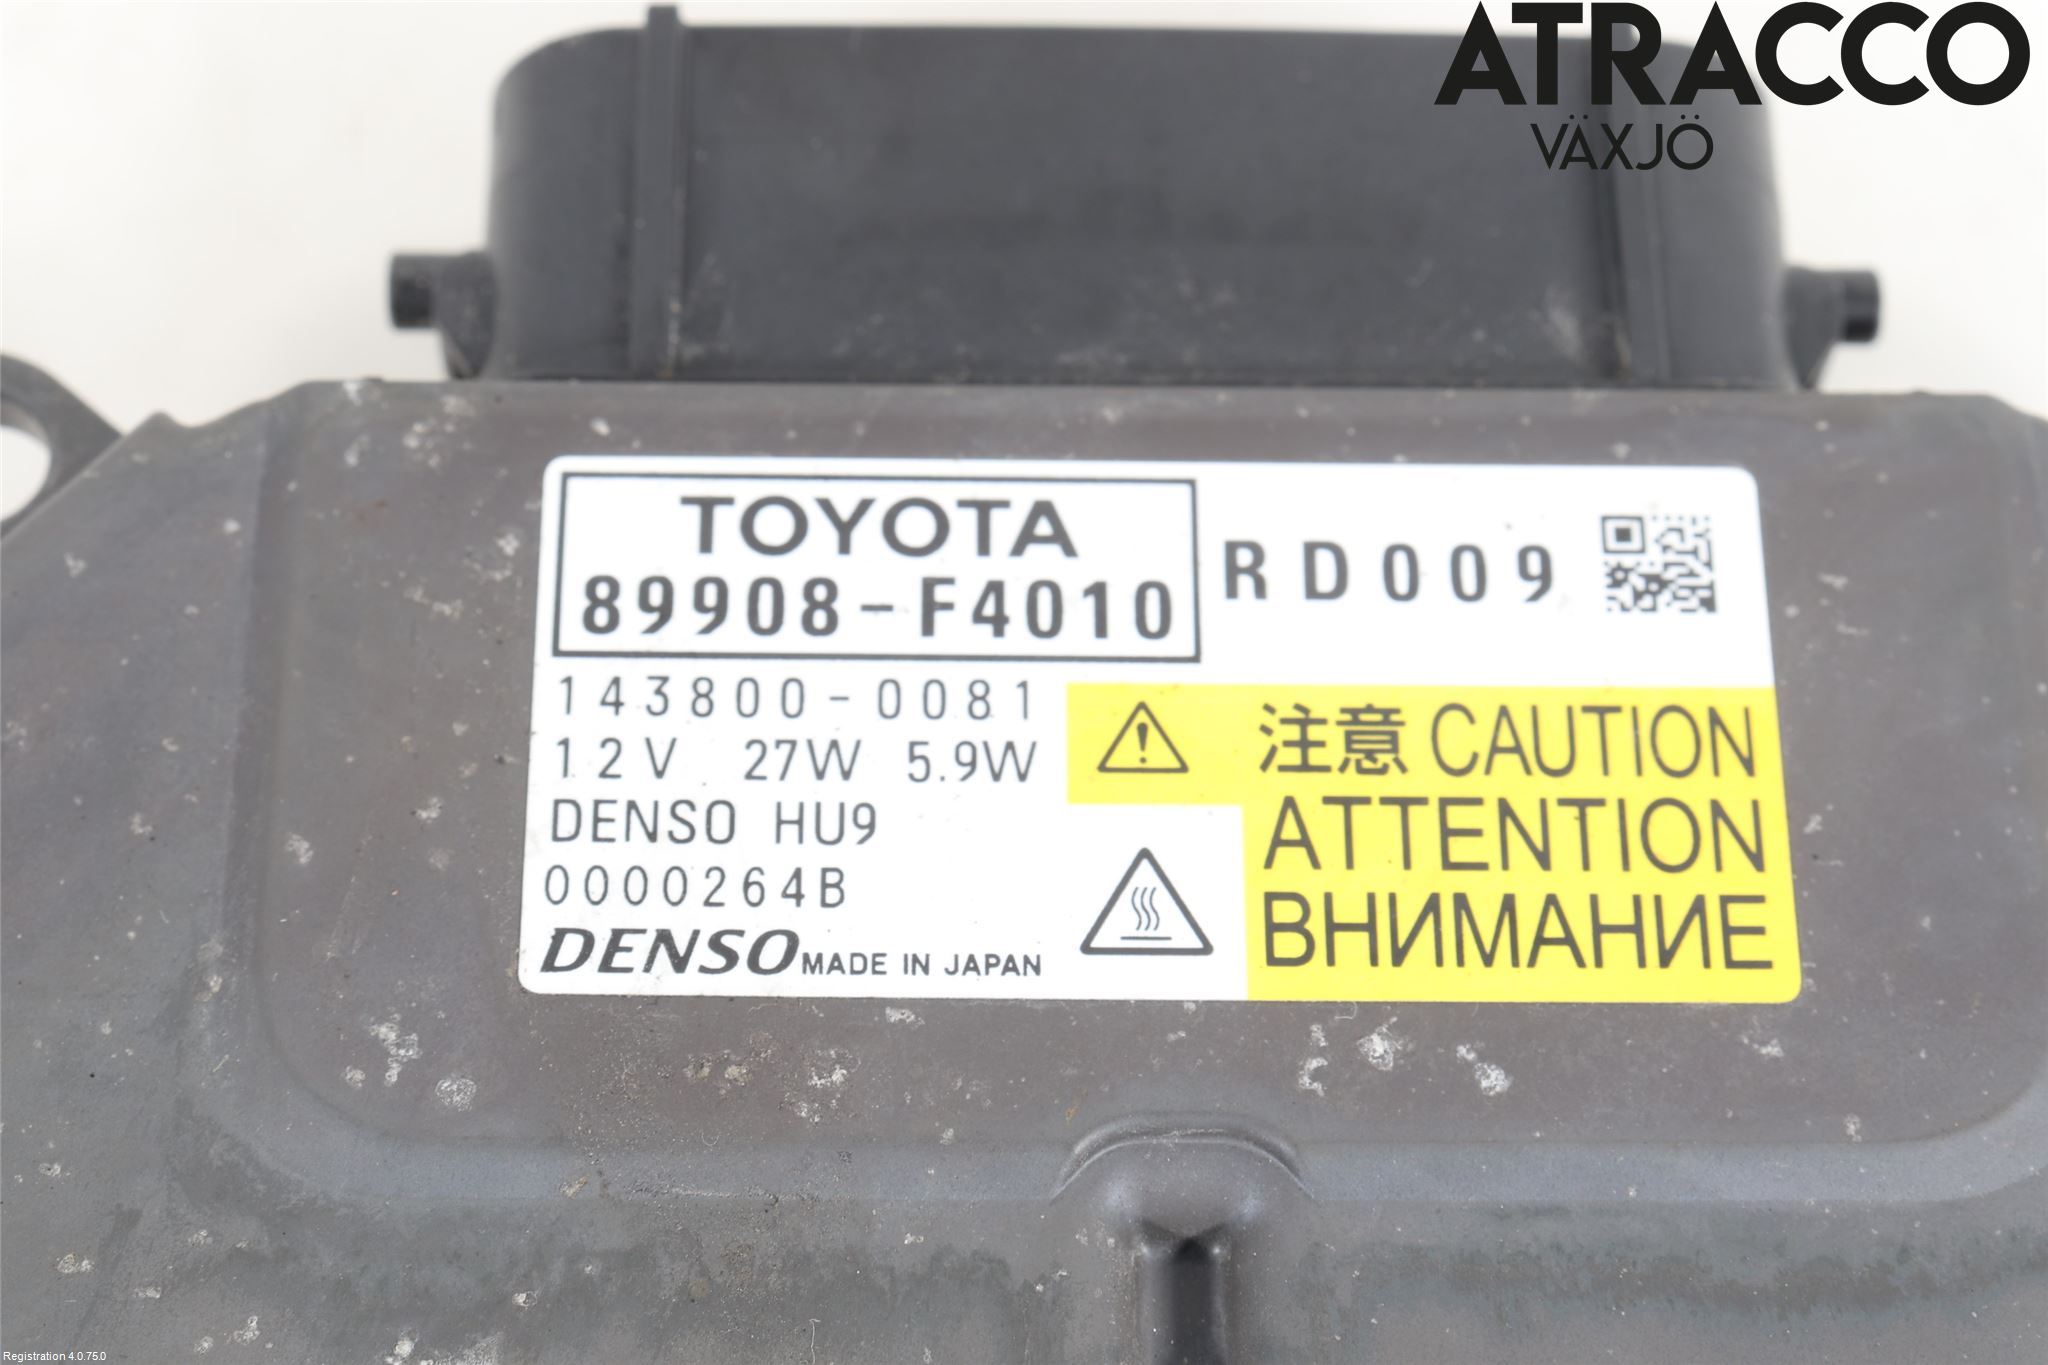 ATRACCO
VÄXJÖ
TOYOTA
89908-F4010
RD009
143800-0081
12V 27W 5.9W
DENSO HU9
0000264B
DENSO MADE IN JAPAN
注意 CAUTION
ATTENTION
ВНИМАНИЕ
Registration 4.0.75.0